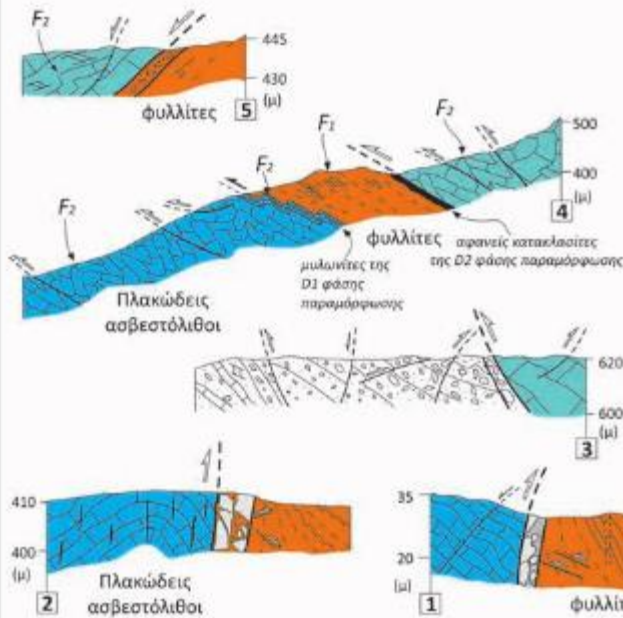 F2
445
430
(μ)
5
φυλλίτες
F2
F1
F2
F2
500
400
4
φυλλίτες
αφανείς κατακλασίτες
της D2 φάσης παραμόρφωσης
μυλωνίτες της
D1 φάσης
παραμόρφωσης
Πλακώδεις
ασβεστόλιθοι
620
600
(μ)
3
410
400
(μ)
2
Πλακώδεις
ασβεστόλιθοι
35
20
(μ)
1
φυλλίτ